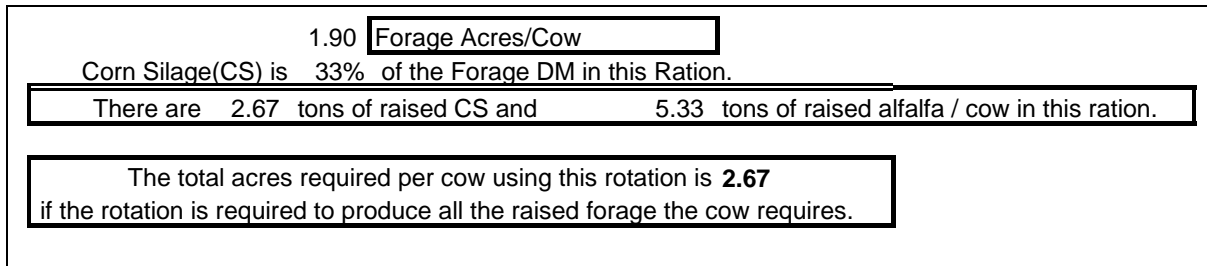 1.90 Forage Acres/Cow
Corn Silage(CS) is 33% of the Forage DM in this Ration.
There are 2.67 tons of raised CS and 5.33 tons of raised alfalfa / cow in this ration.
The total acres required per cow using this rotation is 2.67
if the rotation is required to produce all the raised forage the cow requires.